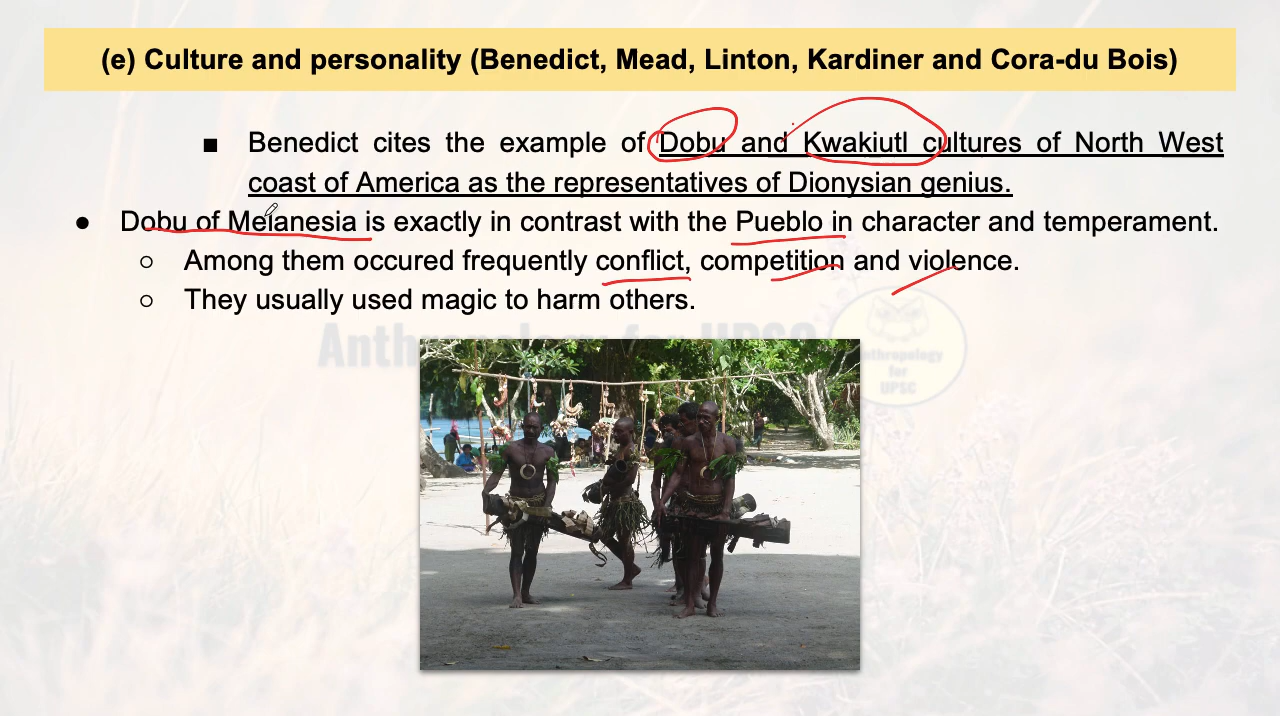 (e) Culture and personality (Benedict, Mead, Linton, Kardiner and Cora-du Bois)
■ Benedict cites the example of Dobu and Kwakiutl cultures of North West
coast of America as the representatives of Dionysian genius.
● Dobu of Melanesia is exactly in contrast with the Pueblo in character and temperament.
○ Among them occured frequently conflict, competition and violence.
○ They usually used magic to harm others.
Anthropology for UPSC
Anthropology
for
UPSC